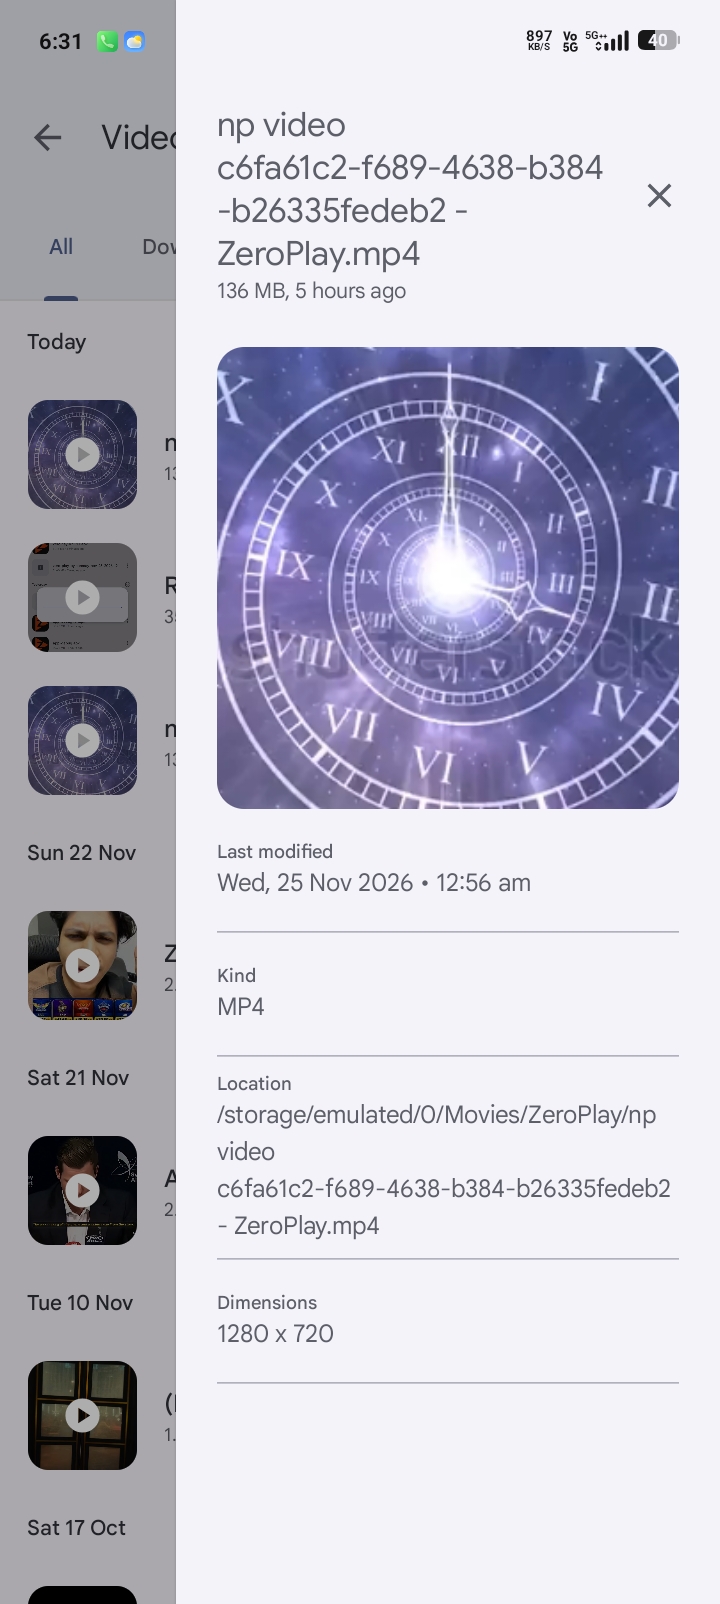 6:31
897 KB/S Vo 5G 5G++ 40
Video
All
Dow
Today
Sun 22 Nov
Sat 21 Nov
Tue 10 Nov
Sat 17 Oct
np video
c6fa61c2-f689-4638-b384
-b26335fedeb2 -
ZeroPlay.mp4
136 MB, 5 hours ago
shutterstock
Last modified
Wed, 25 Nov 2026 • 12:56 am
Kind
MP4
Location
/storage/emulated/0/Movies/ZeroPlay/np
video
c6fa61c2-f689-4638-b384-b26335fedeb2
- ZeroPlay.mp4
Dimensions
1280 x 720